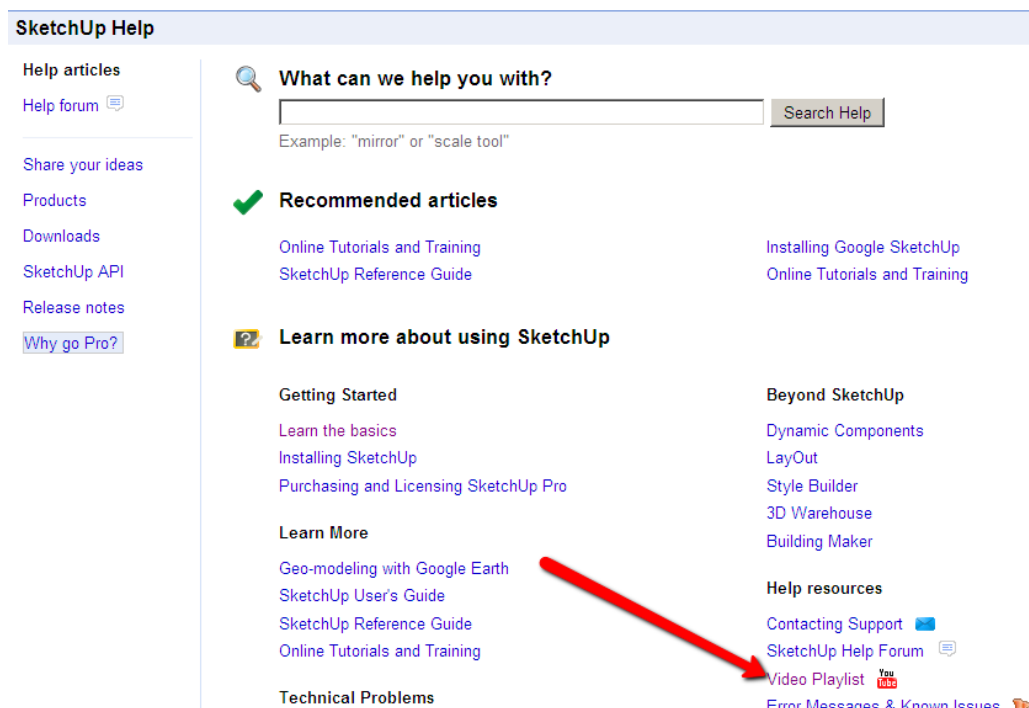 SketchUp Help
Help articles
Help forum
Share your ideas
Products
Downloads
SketchUp API
Release notes
Why go Pro?
What can we help you with?
Search Help
Example: "mirror" or "scale tool"
Recommended articles
Online Tutorials and Training
SketchUp Reference Guide
Installing Google SketchUp
Online Tutorials and Training
Learn more about using SketchUp
Getting Started
Learn the basics
Installing SketchUp
Purchasing and Licensing SketchUp Pro
Learn More
Geo-modeling with Google Earth
SketchUp User's Guide
SketchUp Reference Guide
Online Tutorials and Training
Technical Problems
Beyond SketchUp
Dynamic Components
LayOut
Style Builder
3D Warehouse
Building Maker
Help resources
Contacting Support
SketchUp Help Forum
Video Playlist You Tube
Error Messages & Known Issues